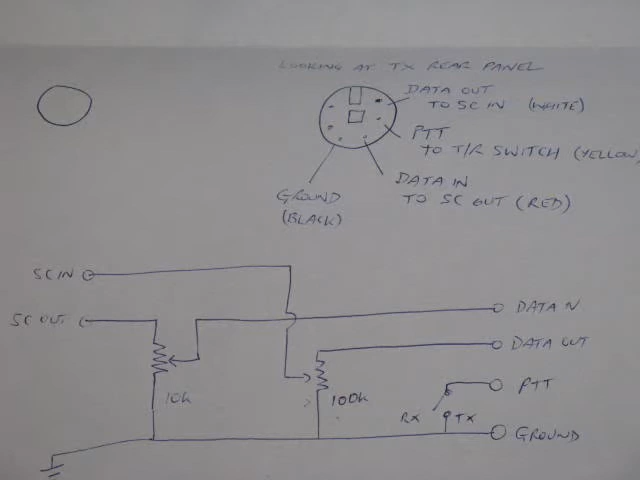 LOOKING AT TX REAR PANEL
DATA OUT
TO SC IN (WHITE)
PTT
TO T/R SWITCH (YELLOW)
DATA IN
TO SC OUT (RED)
GROUND
(BLACK)
SC IN
SC OUT
DATA IN
DATA OUT
10k
100k
PTT
RX
TX
GROUND